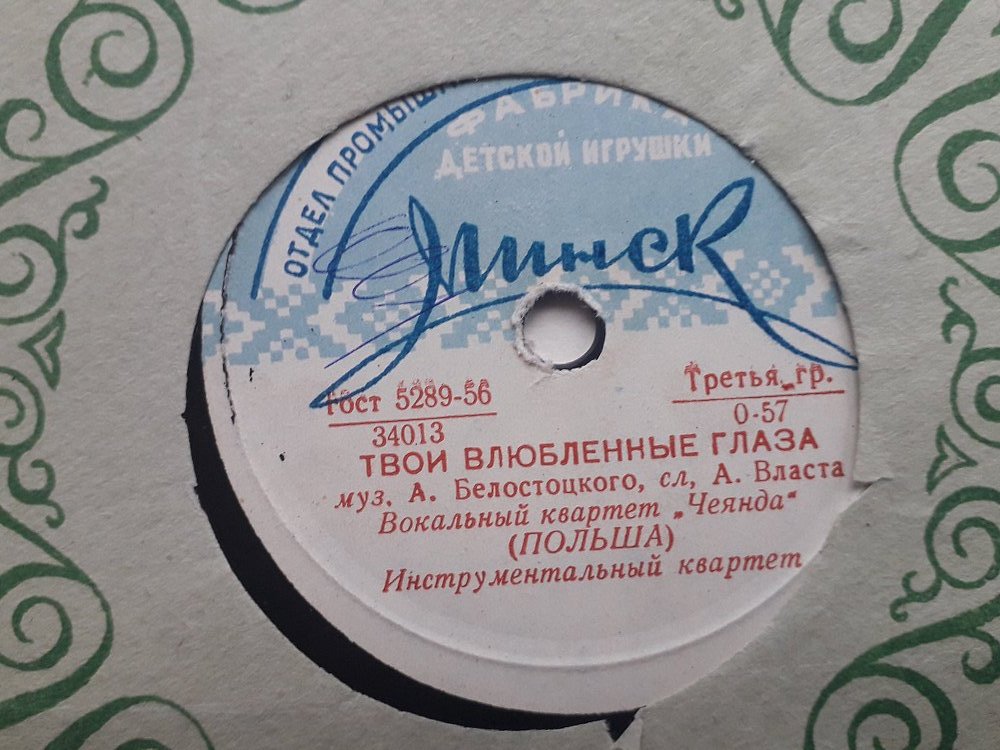 ОТДЕЛ ПРОМЫШ
ФАБРИКА
ДЕТСКОЙ ИГРУШКИ
Минск
Гост 5289-56
34013
Третья гр.
0-57
ТВОИ ВЛЮБЛЕННЫЕ ГЛАЗА
муз. А. Белостоцкого, сл, А. Власта
Вокальный квартет „Чеянда“
(ПОЛЬША)
Инструментальный квартет